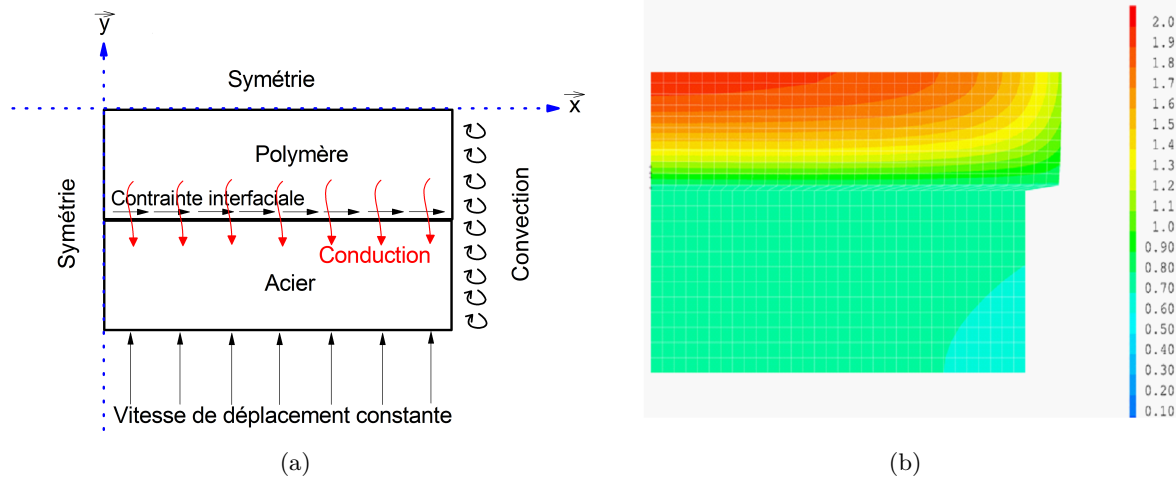 y
Symétrie
x
Polymère
Symétrie
Contrainte interfaciale
Convection
Conduction
Acier
Vitesse de déplacement constante
(a)
2.0
1.9
1.8
1.7
1.6
1.5
1.4
1.3
1.2
1.1
1.0
0.90
0.80
0.70
0.60
0.50
0.40
0.30
0.20
0.10
(b)